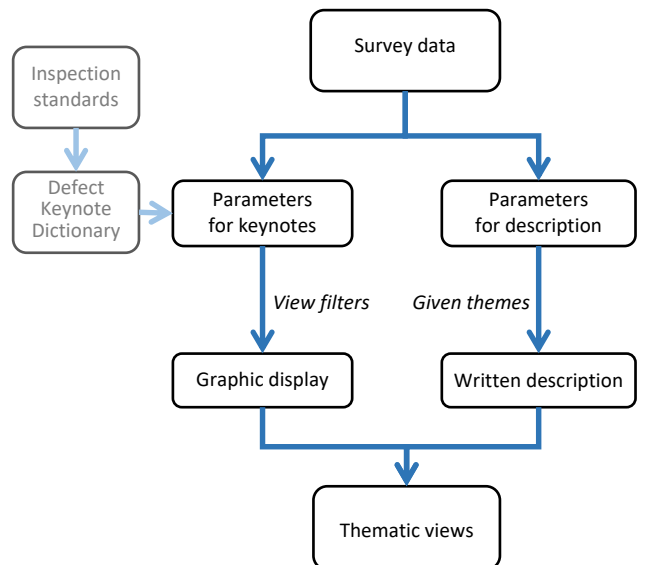 Survey data
Inspection
standards
Defect
Keynote
Dictionary
Parameters
for keynotes
Parameters
for description
View filters
Given themes
Graphic display
Written description
Thematic views